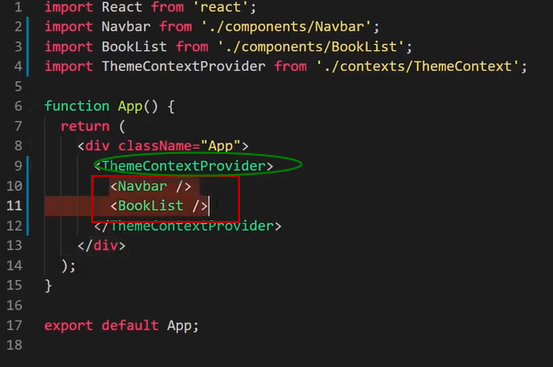 1 import React from 'react';
2 import Navbar from './components/Navbar';
3 import BookList from './components/BookList';
4 import ThemeContextProvider from './contexts/ThemeContext';
5
6 function App() {
7 return (
8 <div className="App">
9 <ThemeContextProvider>
10 <Navbar />
11 <BookList />
12 </ThemeContextProvider>
13 </div>
14 );
15 }
16
17 export default App;
18